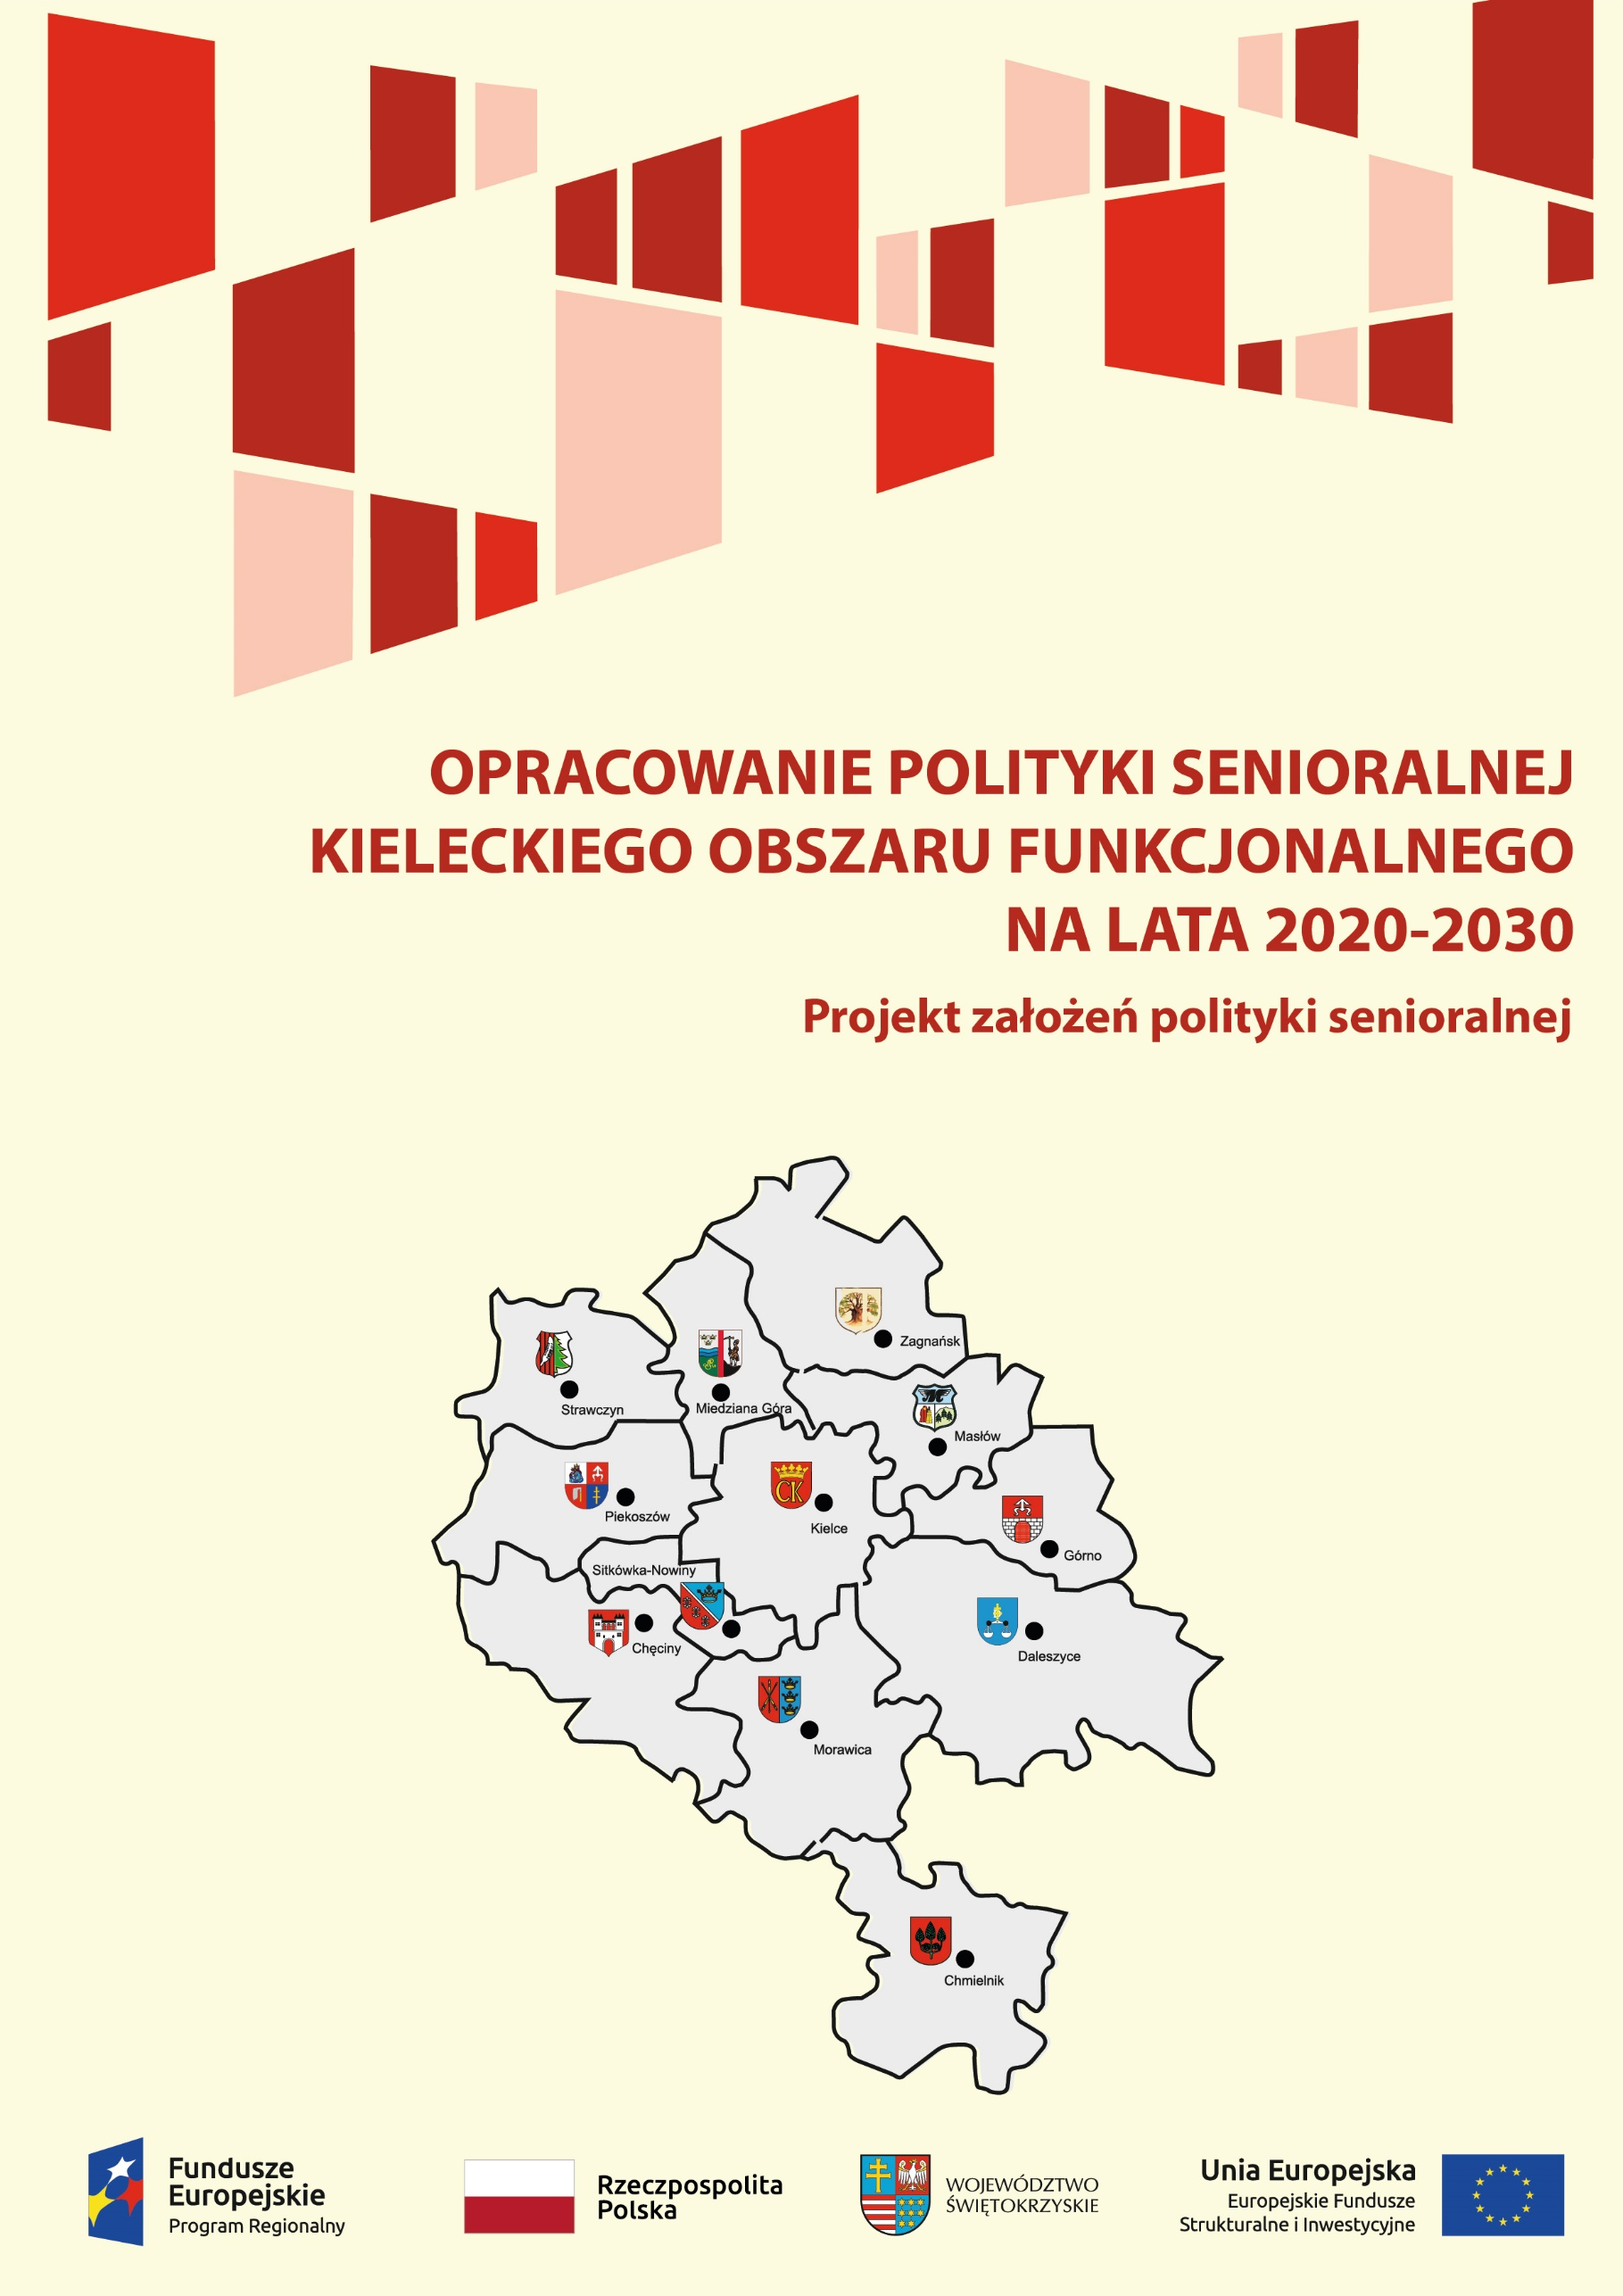 OPRACOWANIE POLITYKI SENIORALNEJ
KIELECKIEGO OBSZARU FUNKCJONALNEGO
NA LATA 2020-2030
Projekt założeń polityki senioralnej
Zagnańsk
Strawczyn
Miedziana Góra
Masłów
CK
Piekoszów
Kielce
Górno
Sitkówka-Nowiny
Chęciny
Daleszyce
Morawica
Chmielnik
Fundusze
Europejskie
Program Regionalny
Rzeczpospolita
Polska
WOJEWÓDZTWO
ŚWIĘTOKRZYSKIE
Unia Europejska
Europejskie Fundusze
Strukturalne i Inwestycyjne